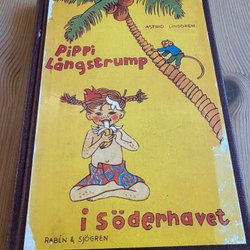 ASTRID LINDGREN
Pippi
Långstrump
i Söderhavet
RABÉN & SJÖGREN